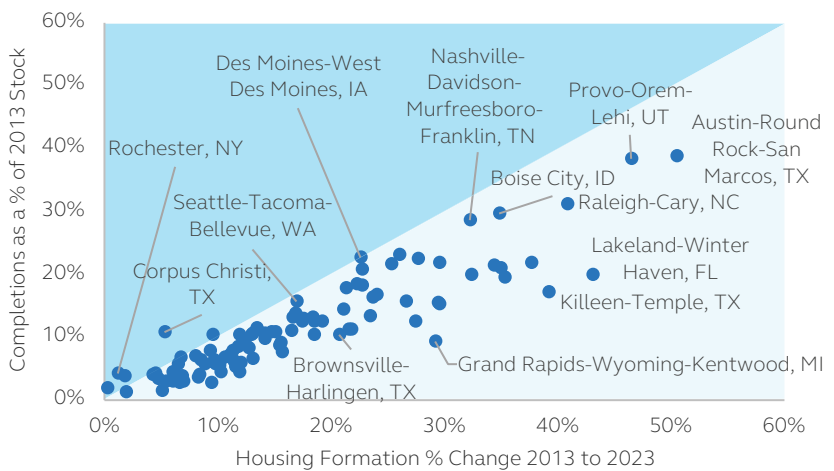 Completions as a % of 2013 Stock
60%
50%
40%
30%
20%
10%
0%
Des Moines-West
Des Moines, IA
Nashville-
Davidson-
Murfreesboro-
Franklin, TN
Provo-Orem-
Lehi, UT
Austin-Round
Rock-San
Marcos, TX
Rochester, NY
Boise City, ID
Raleigh-Cary, NC
Seattle-Tacoma-
Bellevue, WA
Lakeland-Winter
Haven, FL
Corpus Christi,
TX
Killeen-Temple, TX
Brownsville-
Harlingen, TX
Grand Rapids-Wyoming-Kentwood, MI
0%
10%
20%
30%
40%
50%
60%
Housing Formation % Change 2013 to 2023